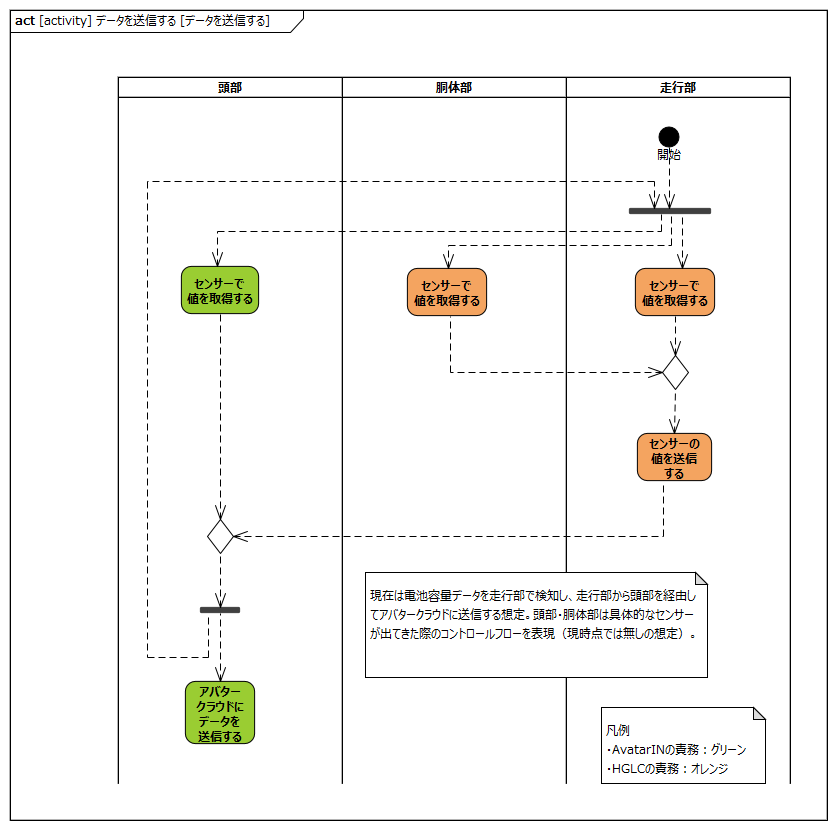 act [activity] データを送信する [データを送信する]
頭部
胴体部
走行部
開始
センサーで
値を取得する
センサーで
値を取得する
センサーで
値を取得する
センサーの
値を送信
する
現在は電池容量データを走行部で検知し、走行部から頭部を経由し
てアバタークラウドに送信する想定。頭部・胴体部は具体的なセンサー
が出てきた際のコントロールフローを表現（現時点では無しの想定）。
アバター
クラウドに
データを
送信する
凡例
・AvatarINの責務：グリーン
・HGLCの責務：オレンジ